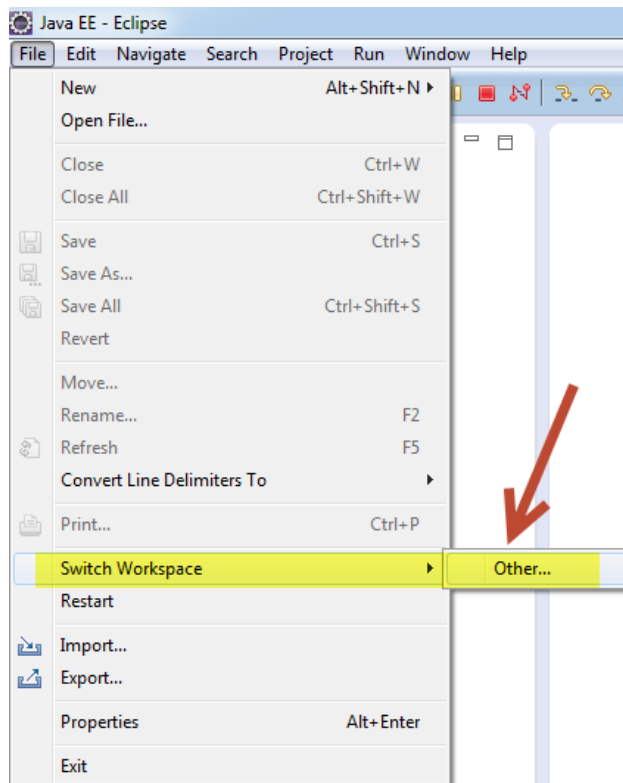 Java EE - Eclipse
File Edit Navigate Search Project Run Window Help
New Alt+Shift+N
Open File...
Close Ctrl+W
Close All Ctrl+Shift+W
Save Ctrl+S
Save As...
Save All Ctrl+Shift+S
Revert
Move...
Rename... F2
Refresh F5
Convert Line Delimiters To
Print... Ctrl+P
Switch Workspace Other...
Restart
Import...
Export...
Properties Alt+Enter
Exit